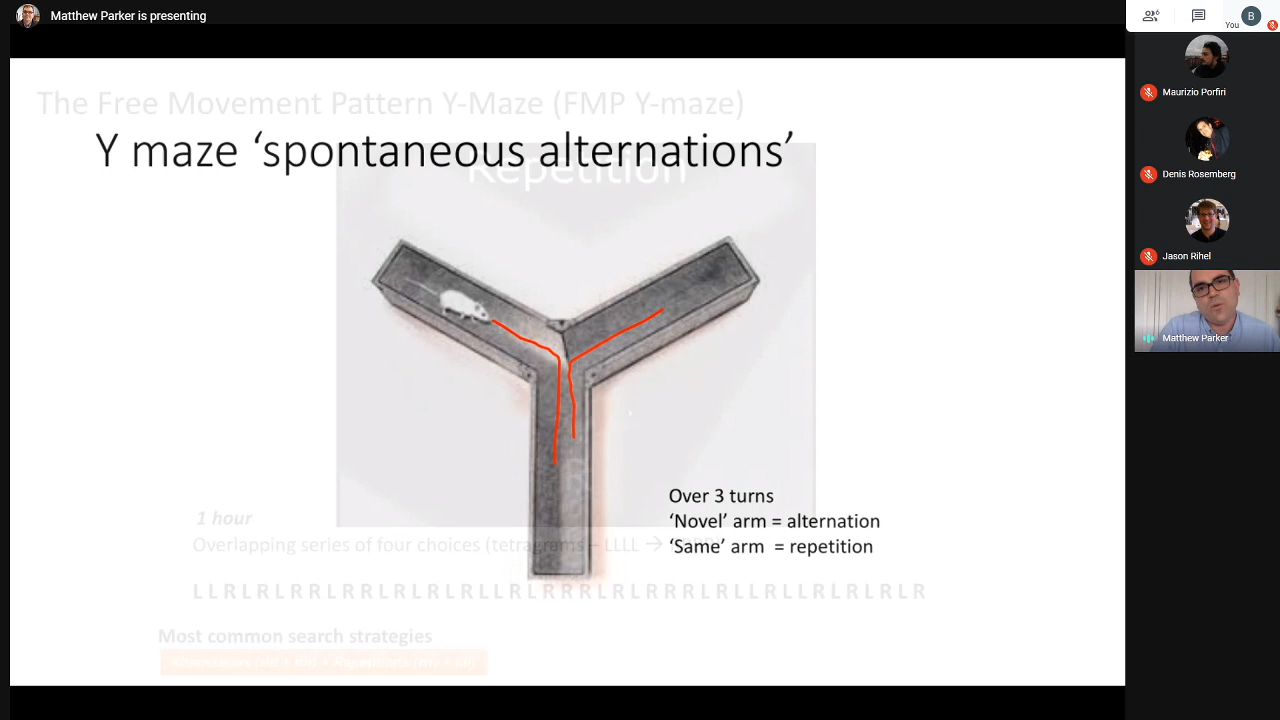 Matthew Parker is presenting
6
You
B
Maurizio Porfiri
Denis Rosemberg
Jason Rihel
Matthew Parker
The Free Movement Pattern Y-Maze (FMP Y-maze)
Y maze ‘spontaneous alternations’
Repetition
Over 3 turns
‘Novel’ arm = alternation
‘Same’ arm = repetition
1 hour
Overlapping series of four choices (tetragrams – LLLL →
L L R L R L R R L R R L R L R L R L L R L R R R L R L R R R L R L L R L R L R L R L R
Most common search strategies